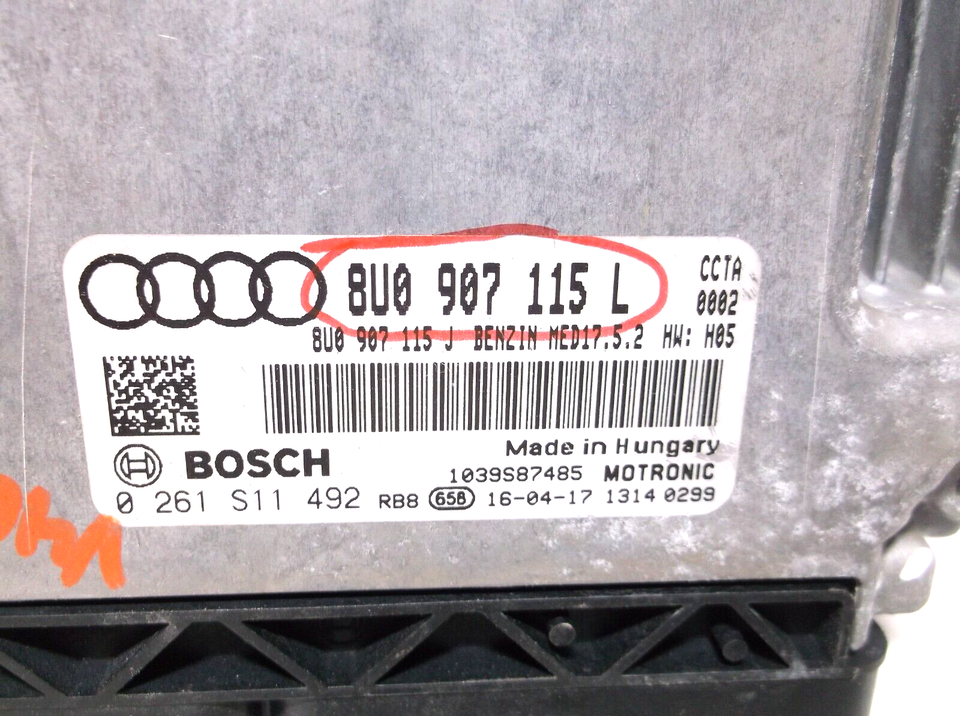 8U0 907 115 L
CCTA
0002
8U0 907 115 J BENZIN MED17.5.2 HW: H05
Made in Hungary
BOSCH
1039S87485 MOTRONIC
0 261 S11 492 RB8 658 16-04-17 1314 0299